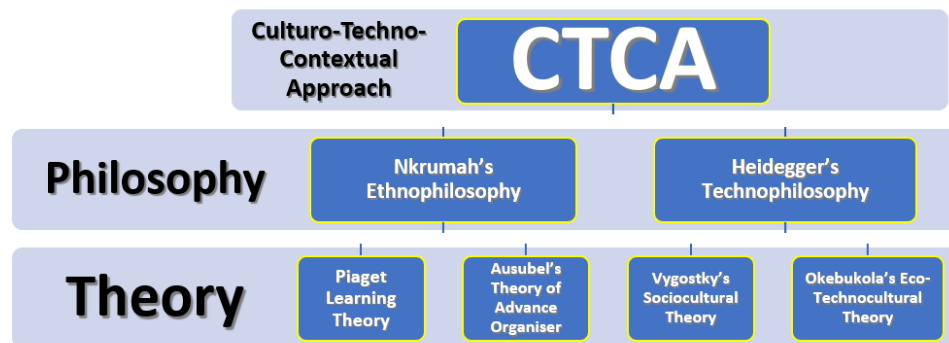 Culturo-Techno-
Contextual
Approach
CTCA
Philosophy
Nkrumah's
Ethnophilosophy
Heidegger's
Technophilosophy
Theory
Piaget
Learning
Theory
Ausubel's
Theory of
Advance
Organiser
Vygostky's
Sociocultural
Theory
Okebukola's Eco-
Technocultural
Theory